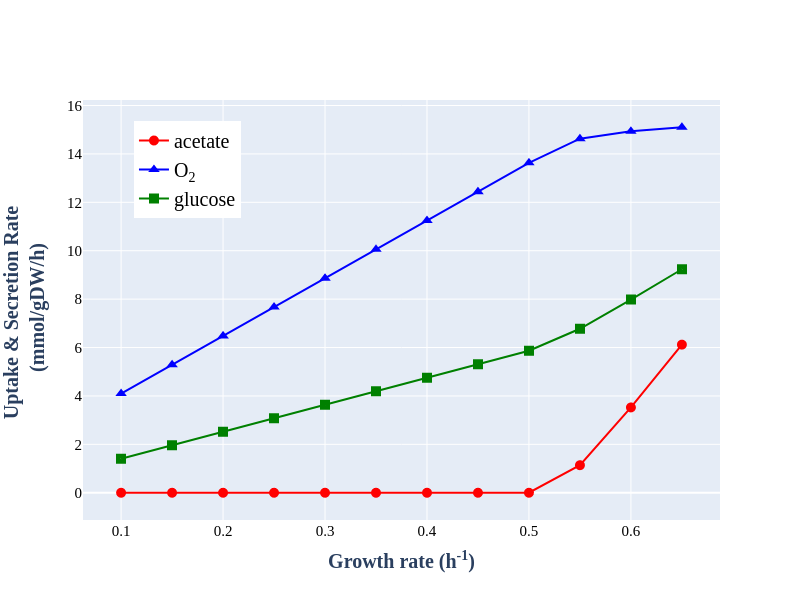 acetate
O₂
glucose
Uptake & Secretion Rate
(mmol/gDW/h)
16
14
12
10
8
6
4
2
0
0.1 0.2 0.3 0.4 0.5 0.6
Growth rate (h⁻¹)